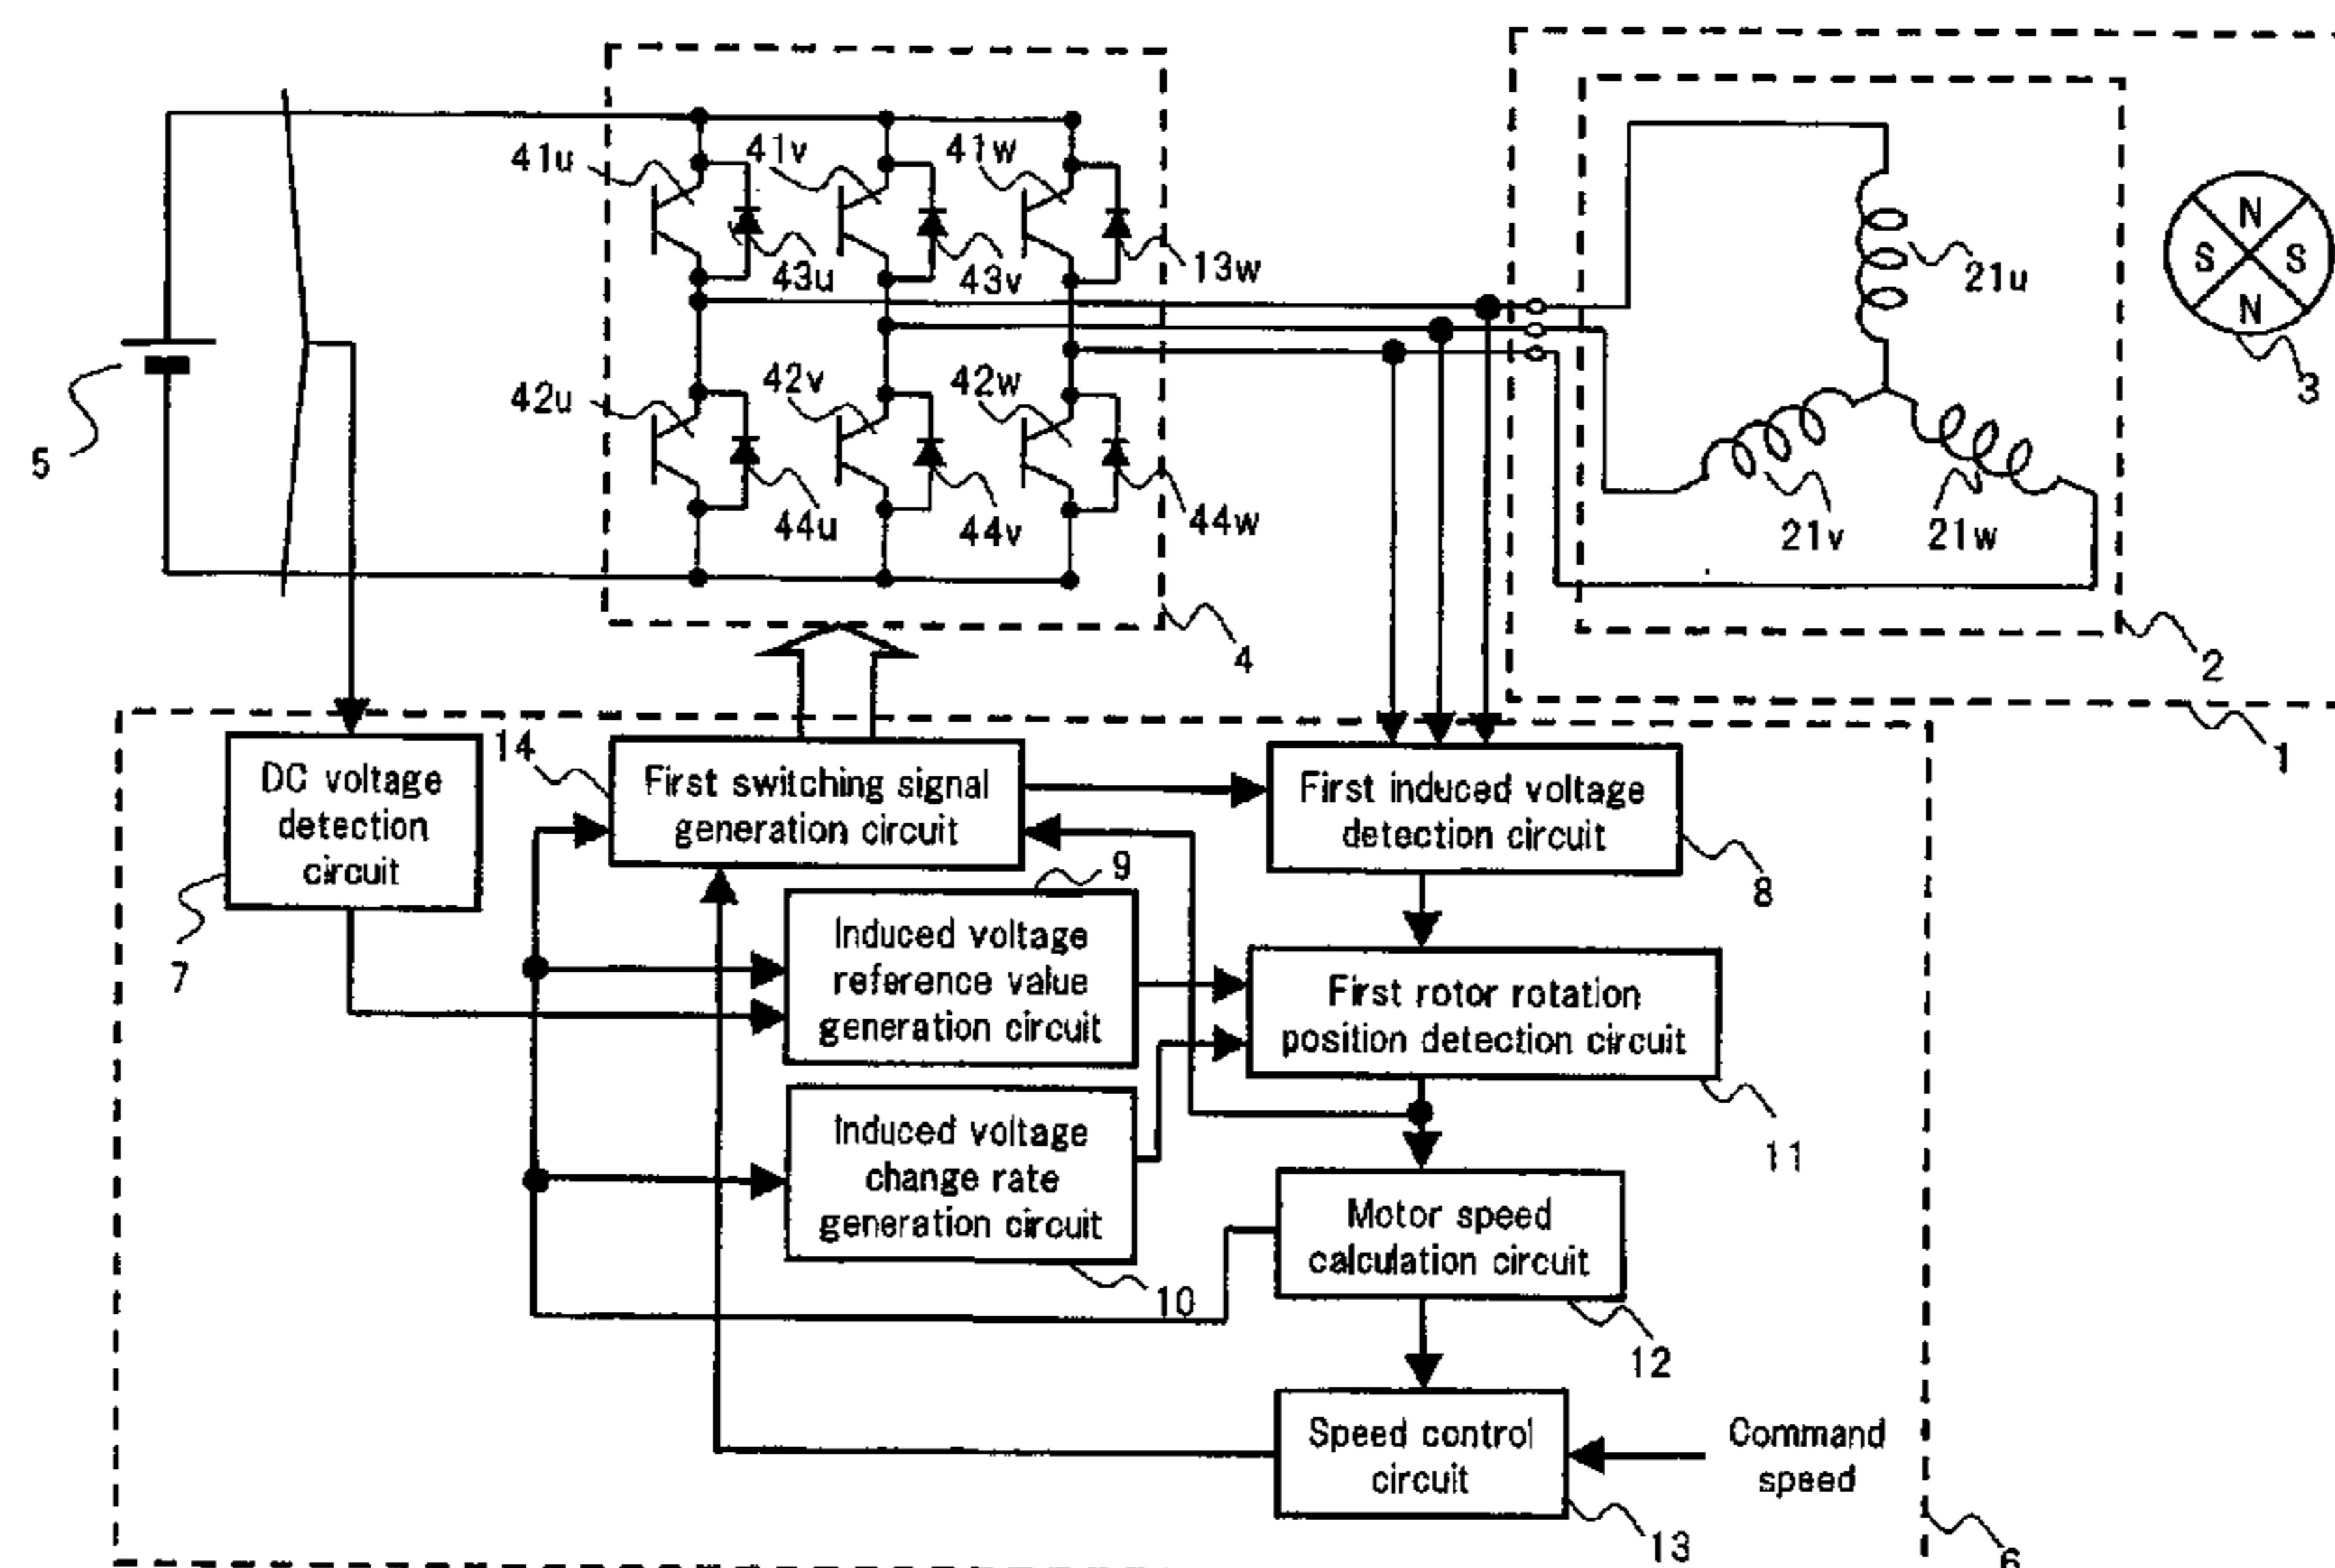 41u
41v
41w
43u
43v
13w
N
S
S
N
3
21u
5
42u
42v
42w
44u
44v
44w
21v
21w
4
2
1
14
DC voltage
detection
circuit
7
First switching signal
generation circuit
First induced voltage
detection circuit
8
9
Induced voltage
reference value
generation circuit
First rotor rotation
position detection circuit
11
Induced voltage
change rate
generation circuit
10
Motor speed
calculation circuit
12
Speed control
circuit
13
Command
speed
6